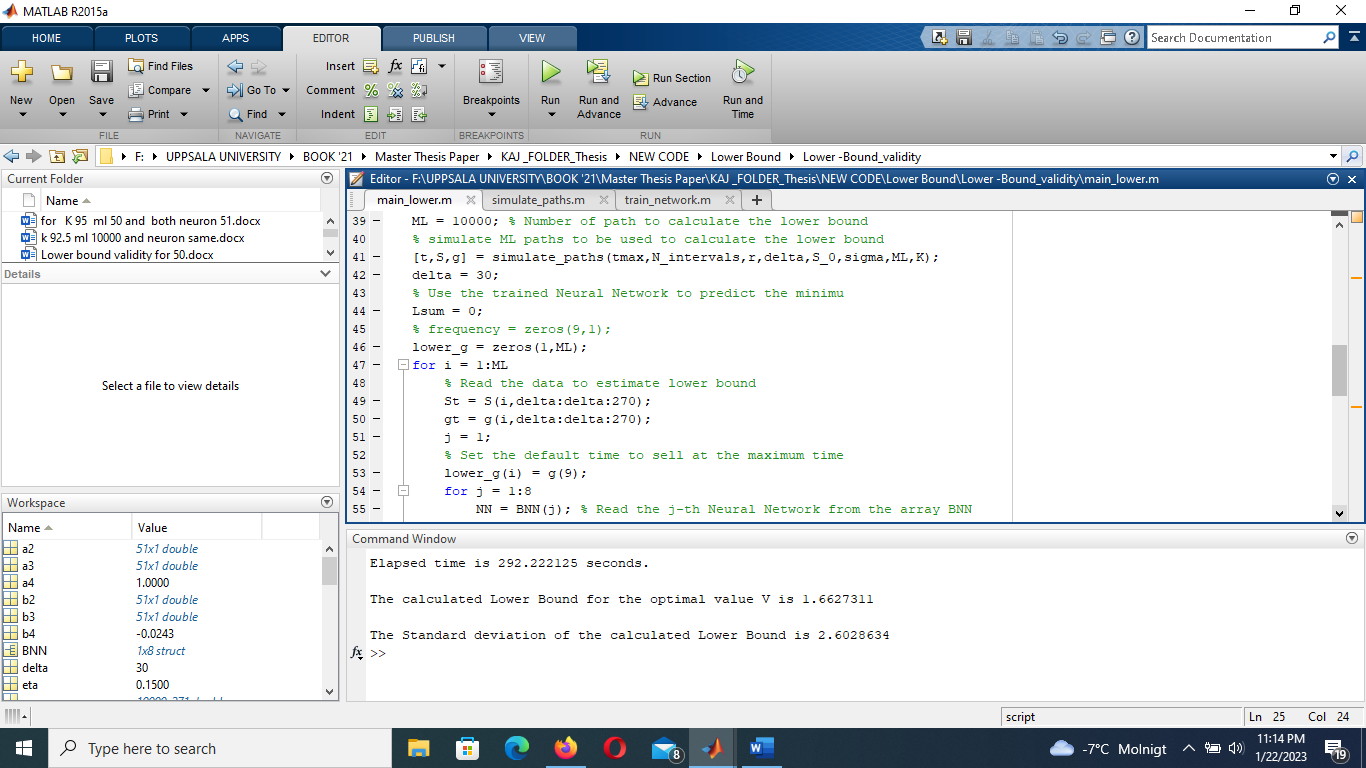 MATLAB R2015a
HOME PLOTS APPS EDITOR PUBLISH VIEW
Search Documentation
New Open Save Find Files Compare Print
Go To Find
Insert fx
Comment
Indent
Breakpoints
Run Run and Advance Run Section Advance Run and Time
FILE NAVIGATE EDIT BREAKPOINTS RUN
F: UPPSALA UNIVERSITY BOOK '21 Master Thesis Paper KAJ _FOLDER_Thesis NEW CODE Lower Bound Lower -Bound_validity
Current Folder
Name
for K 95 ml 50 and both neuron 51.docx
k 92.5 ml 10000 and neuron same.docx
Lower bound validity for 50.docx
Details
Select a file to view details
Workspace
Name Value
a2 51x1 double
a3 51x1 double
a4 1.0000
b2 51x1 double
b3 51x1 double
b4 -0.0243
BNN 1x8 struct
delta 30
eta 0.1500
Editor - F:\UPPSALA UNIVERSITY\BOOK '21\Master Thesis Paper\KAJ _FOLDER_Thesis\NEW CODE\Lower Bound\Lower -Bound_validity\main_lower.m
main_lower.m simulate_paths.m train_network.m
39 ML = 10000; % Number of path to calculate the lower bound
40 % simulate ML paths to be used to calculate the lower bound
41 [t,S,g] = simulate_paths(tmax,N_intervals,r,delta,S_0,sigma,ML,K);
42 delta = 30;
43 % Use the trained Neural Network to predict the minimu
44 Lsum = 0;
45 % frequency = zeros(9,1);
46 lower_g = zeros(1,ML);
47 for i = 1:ML
48 % Read the data to estimate lower bound
49 St = S(i,delta:delta:270);
50 gt = g(i,delta:delta:270);
51 j = 1;
52 % Set the default time to sell at the maximum time
53 lower_g(i) = g(9);
54 for j = 1:8
55 NN = BNN(j); % Read the j-th Neural Network from the array BNN
Command Window
Elapsed time is 292.222125 seconds.
The calculated Lower Bound for the optimal value V is 1.6627311
The Standard deviation of the calculated Lower Bound is 2.6028634
fx >>
script Ln 25 Col 24
Type here to search
8
-7°C Molnigt
11:14 PM
1/22/2023
19